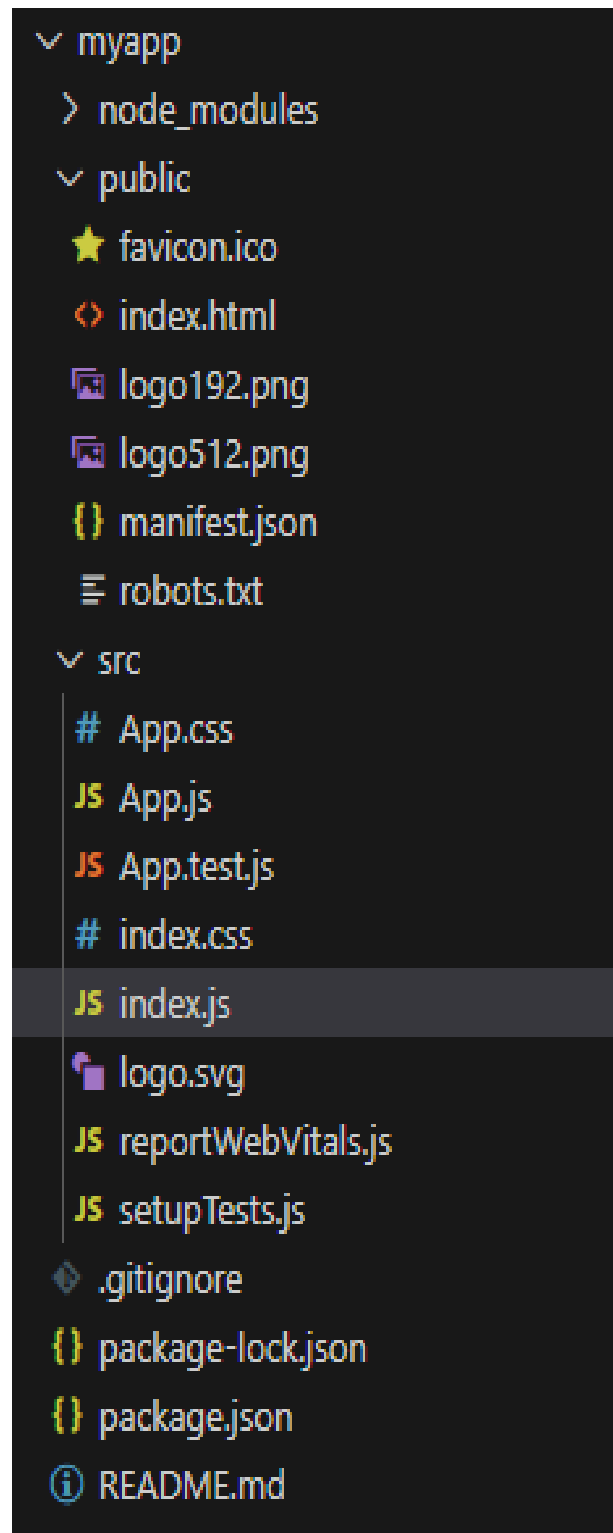 myapp
node_modules
public
favicon.ico
index.html
logo192.png
logo512.png
manifest.json
robots.txt
src
App.css
App.js
App.test.js
index.css
index.js
logo.svg
reportWebVitals.js
setupTests.js
.gitignore
package-lock.json
package.json
README.md